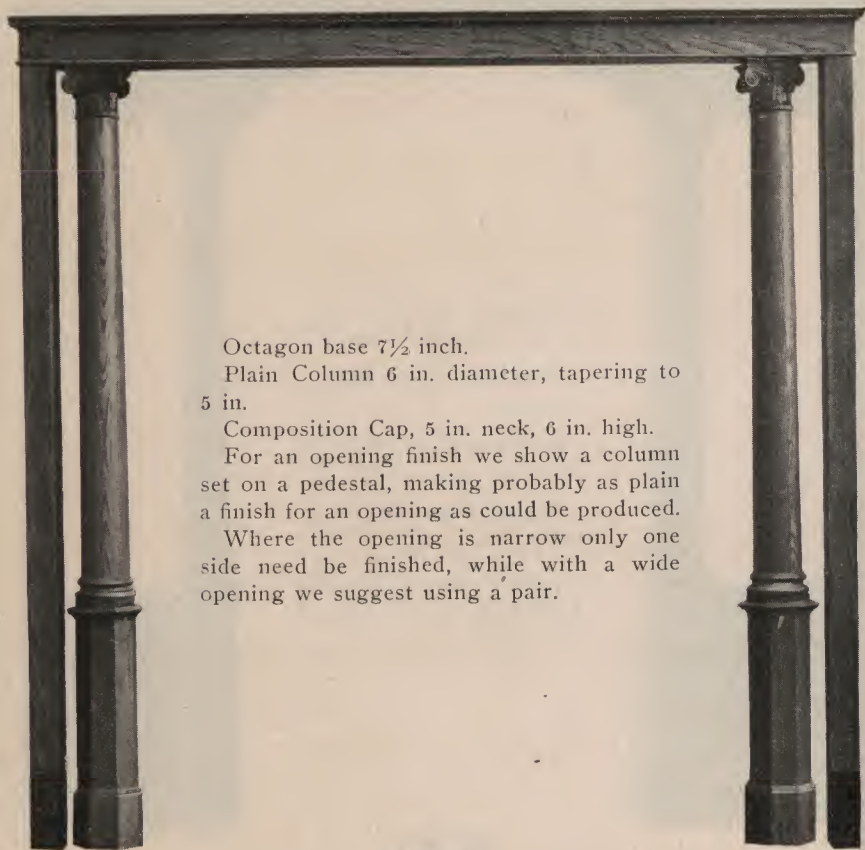 Octagon base 7½ inch.
Plain Column 6 in. diameter, tapering to
5 in.
Composition Cap, 5 in. neck, 6 in. high.
For an opening finish we show a column
set on a pedestal, making probably as plain
a finish for an opening as could be produced.
Where the opening is narrow only one
side need be finished, while with a wide
opening we suggest using a pair.